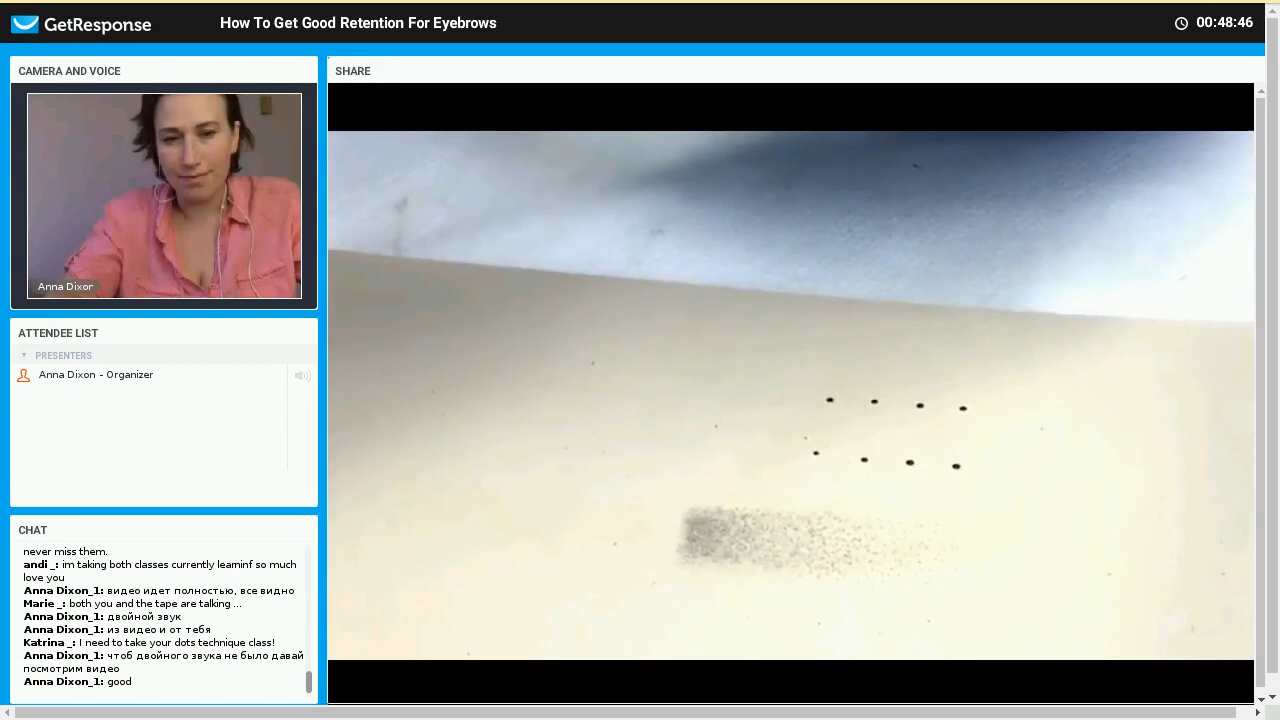 GetResponse
How To Get Good Retention For Eyebrows
00:48:46
CAMERA AND VOICE
Anna Dixon
ATTENDEE LIST
PRESENTERS
Anna Dixon - Organizer
CHAT
never miss them.
andi _: im taking both classes currently learninf so much
love you
Anna Dixon_1: видео идет полностью, все видно
Marie _: both you and the tape are talking ...
Anna Dixon_1: двойной звук
Anna Dixon_1: из видео и от тебя
Katrina _: I need to take your dots technique class!
Anna Dixon_1: чтоб двойного звука не было давай
посмотрим видео
Anna Dixon_1: good
SHARE